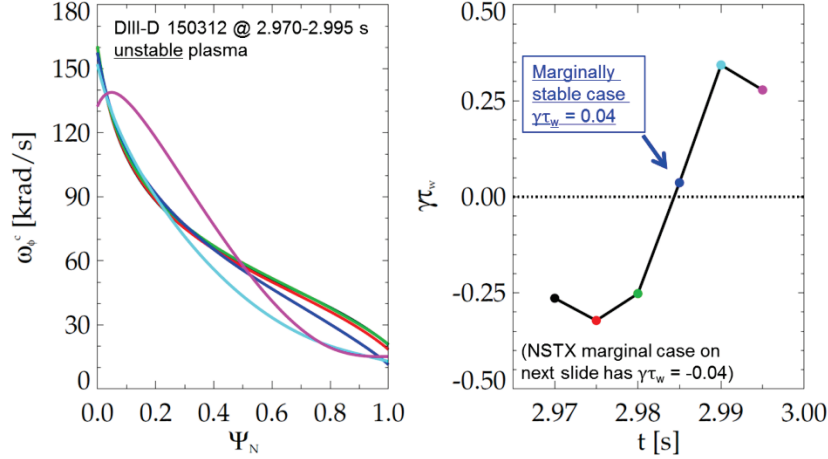 DIII-D 150312 @ 2.970-2.995 s
unstable plasma
180
150
120
90
60
30
0
ω_ϕ^c [krad/s]
0.0 0.2 0.4 0.6 0.8 1.0
Ψ_N
Marginally
stable case
γτ_w = 0.04
0.50
0.25
0.00
-0.25
-0.50
γτ_w
(NSTX marginal case on
next slide has γτ_w = -0.04)
2.97 2.98 2.99 3.00
t [s]